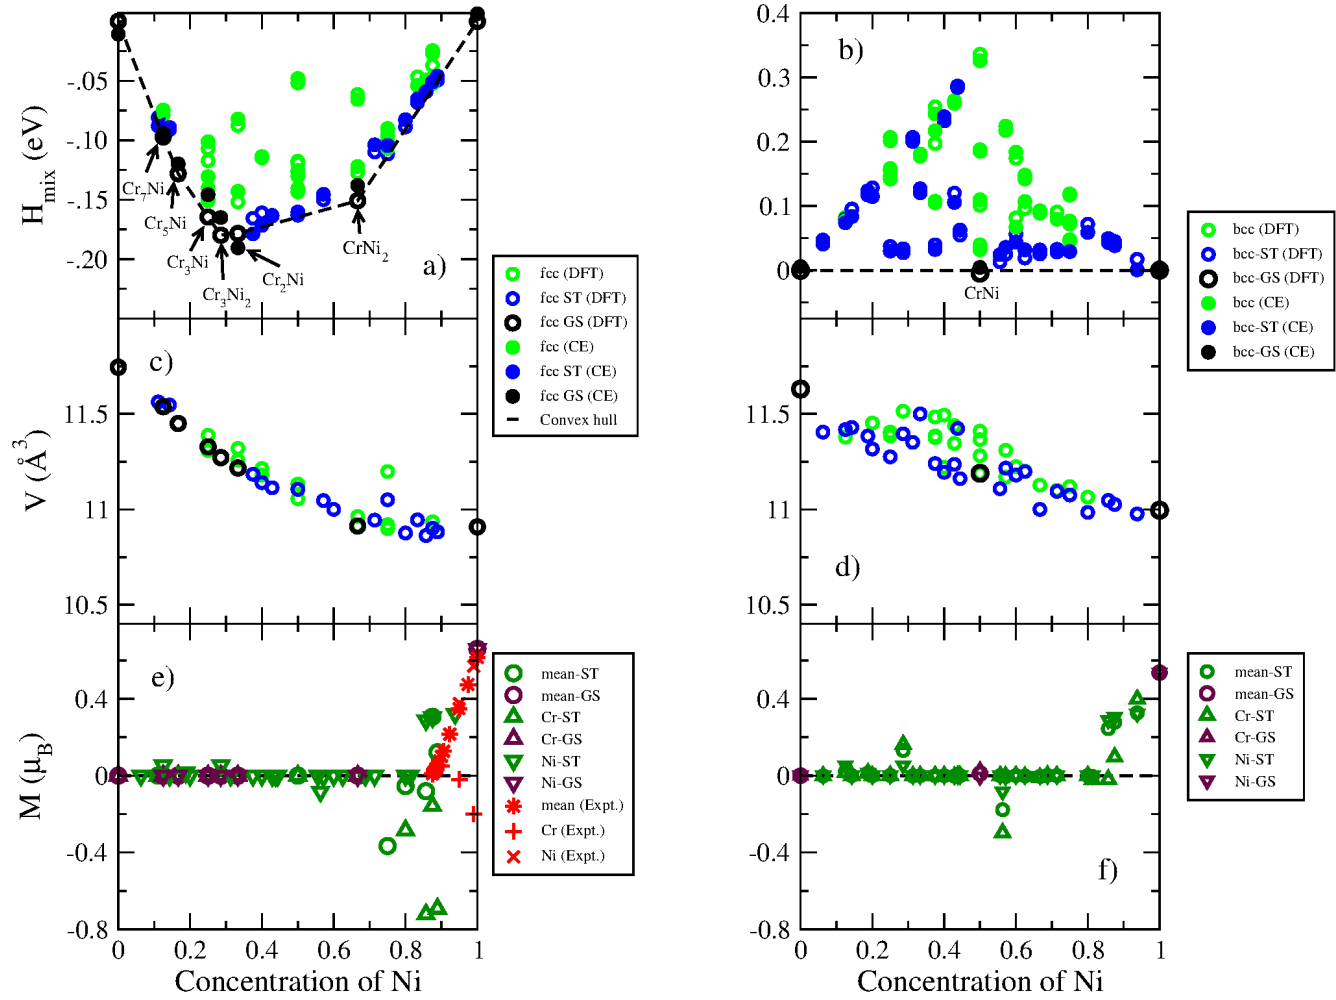 H_mix (eV)
-.05
-.10
-.15
-.20
Cr7Ni
Cr5Ni
Cr3Ni
Cr3Ni2
Cr2Ni
CrNi2
a)
fcc (DFT)
fcc ST (DFT)
fcc GS (DFT)
fcc (CE)
fcc ST (CE)
fcc GS (CE)
Convex hull
0.4
0.3
0.2
0.1
0
b)
CrNi
bcc (DFT)
bcc-ST (DFT)
bcc-GS (DFT)
bcc (CE)
bcc-ST (CE)
bcc-GS (CE)
V (Å^3)
11.5
11
10.5
c)
11.5
11
10.5
d)
M (μ_B)
0.4
0
-0.4
-0.8
e)
0 0.2 0.4 0.6 0.8 1
Concentration of Ni
mean-ST
mean-GS
Cr-ST
Cr-GS
Ni-ST
Ni-GS
mean (Expt.)
Cr (Expt.)
Ni (Expt.)
0.4
0
-0.4
-0.8
f)
0 0.2 0.4 0.6 0.8 1
Concentration of Ni
mean-ST
mean-GS
Cr-ST
Cr-GS
Ni-ST
Ni-GS